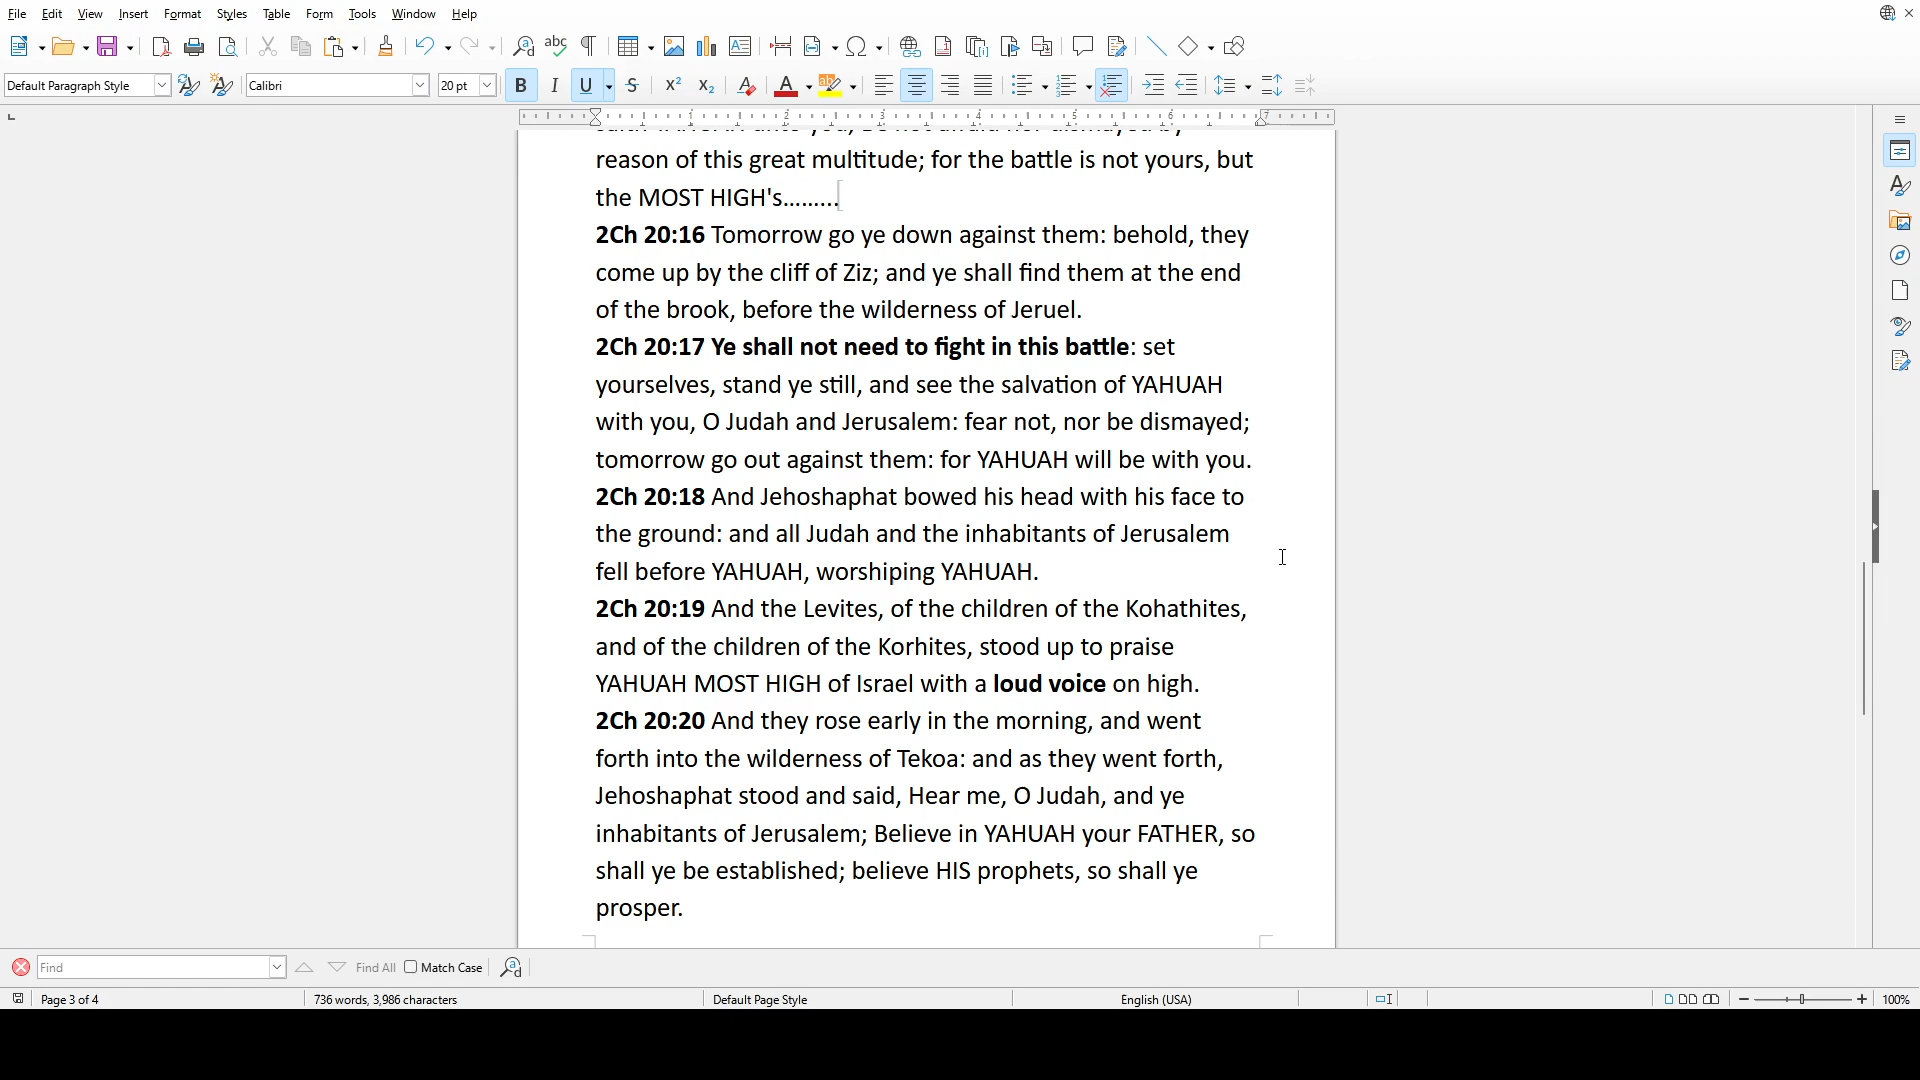 File Edit View Insert Format Styles Table Form Tools Window Help
Default Paragraph Style Calibri 20 pt
reason of this great multitude; for the battle is not yours, but
the MOST HIGH's.........
2Ch 20:16 Tomorrow go ye down against them: behold, they
come up by the cliff of Ziz; and ye shall find them at the end
of the brook, before the wilderness of Jeruel.
2Ch 20:17 Ye shall not need to fight in this battle: set
yourselves, stand ye still, and see the salvation of YAHUAH
with you, O Judah and Jerusalem: fear not, nor be dismayed;
tomorrow go out against them: for YAHUAH will be with you.
2Ch 20:18 And Jehoshaphat bowed his head with his face to
the ground: and all Judah and the inhabitants of Jerusalem
fell before YAHUAH, worshiping YAHUAH.
2Ch 20:19 And the Levites, of the children of the Kohathites,
and of the children of the Korhites, stood up to praise
YAHUAH MOST HIGH of Israel with a loud voice on high.
2Ch 20:20 And they rose early in the morning, and went
forth into the wilderness of Tekoa: and as they went forth,
Jehoshaphat stood and said, Hear me, O Judah, and ye
inhabitants of Jerusalem; Believe in YAHUAH your FATHER, so
shall ye be established; believe HIS prophets, so shall ye
prosper.
Find Find All Match Case
Page 3 of 4 736 words, 3,986 characters Default Page Style English (USA) 100%